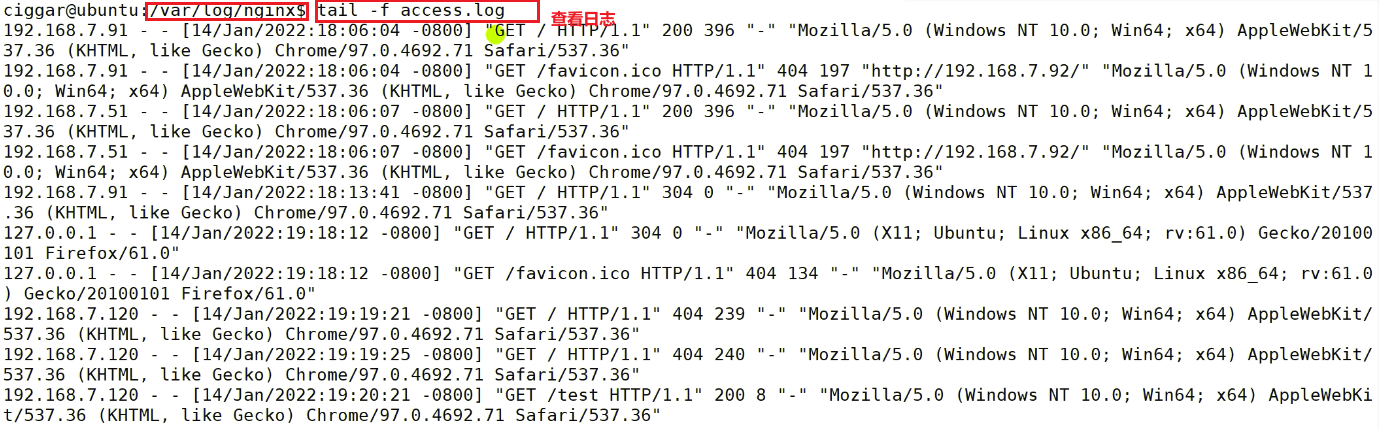 ciggar@ubuntu:/var/log/nginx$ tail -f access.log
查看日志
192.168.7.91 - - [14/Jan/2022:18:06:04 -0800] "GET / HTTP/1.1" 200 396 "-" "Mozilla/5.0 (Windows NT 10.0; Win64; x64) AppleWebKit/5
37.36 (KHTML, like Gecko) Chrome/97.0.4692.71 Safari/537.36"
192.168.7.91 - - [14/Jan/2022:18:06:04 -0800] "GET /favicon.ico HTTP/1.1" 404 197 "http://192.168.7.92/" "Mozilla/5.0 (Windows NT 1
0.0; Win64; x64) AppleWebKit/537.36 (KHTML, like Gecko) Chrome/97.0.4692.71 Safari/537.36"
192.168.7.51 - - [14/Jan/2022:18:06:07 -0800] "GET / HTTP/1.1" 200 396 "-" "Mozilla/5.0 (Windows NT 10.0; Win64; x64) AppleWebKit/5
37.36 (KHTML, like Gecko) Chrome/97.0.4692.71 Safari/537.36"
192.168.7.51 - - [14/Jan/2022:18:06:07 -0800] "GET /favicon.ico HTTP/1.1" 404 197 "http://192.168.7.92/" "Mozilla/5.0 (Windows NT 1
0.0; Win64; x64) AppleWebKit/537.36 (KHTML, like Gecko) Chrome/97.0.4692.71 Safari/537.36"
192.168.7.91 - - [14/Jan/2022:18:13:41 -0800] "GET / HTTP/1.1" 304 0 "-" "Mozilla/5.0 (Windows NT 10.0; Win64; x64) AppleWebKit/537
.36 (KHTML, like Gecko) Chrome/97.0.4692.71 Safari/537.36"
127.0.0.1 - - [14/Jan/2022:19:18:12 -0800] "GET / HTTP/1.1" 304 0 "-" "Mozilla/5.0 (X11; Ubuntu; Linux x86_64; rv:61.0) Gecko/20100
101 Firefox/61.0"
127.0.0.1 - - [14/Jan/2022:19:18:12 -0800] "GET /favicon.ico HTTP/1.1" 404 134 "-" "Mozilla/5.0 (X11; Ubuntu; Linux x86_64; rv:61.0
) Gecko/20100101 Firefox/61.0"
192.168.7.120 - - [14/Jan/2022:19:19:21 -0800] "GET / HTTP/1.1" 404 239 "-" "Mozilla/5.0 (Windows NT 10.0; Win64; x64) AppleWebKit/
537.36 (KHTML, like Gecko) Chrome/97.0.4692.71 Safari/537.36"
192.168.7.120 - - [14/Jan/2022:19:19:25 -0800] "GET / HTTP/1.1" 404 240 "-" "Mozilla/5.0 (Windows NT 10.0; Win64; x64) AppleWebKit/
537.36 (KHTML, like Gecko) Chrome/97.0.4692.71 Safari/537.36"
192.168.7.120 - - [14/Jan/2022:19:20:21 -0800] "GET /test HTTP/1.1" 200 8 "-" "Mozilla/5.0 (Windows NT 10.0; Win64; x64) AppleWebKi
t/537.36 (KHTML, like Gecko) Chrome/97.0.4692.71 Safari/537.36"